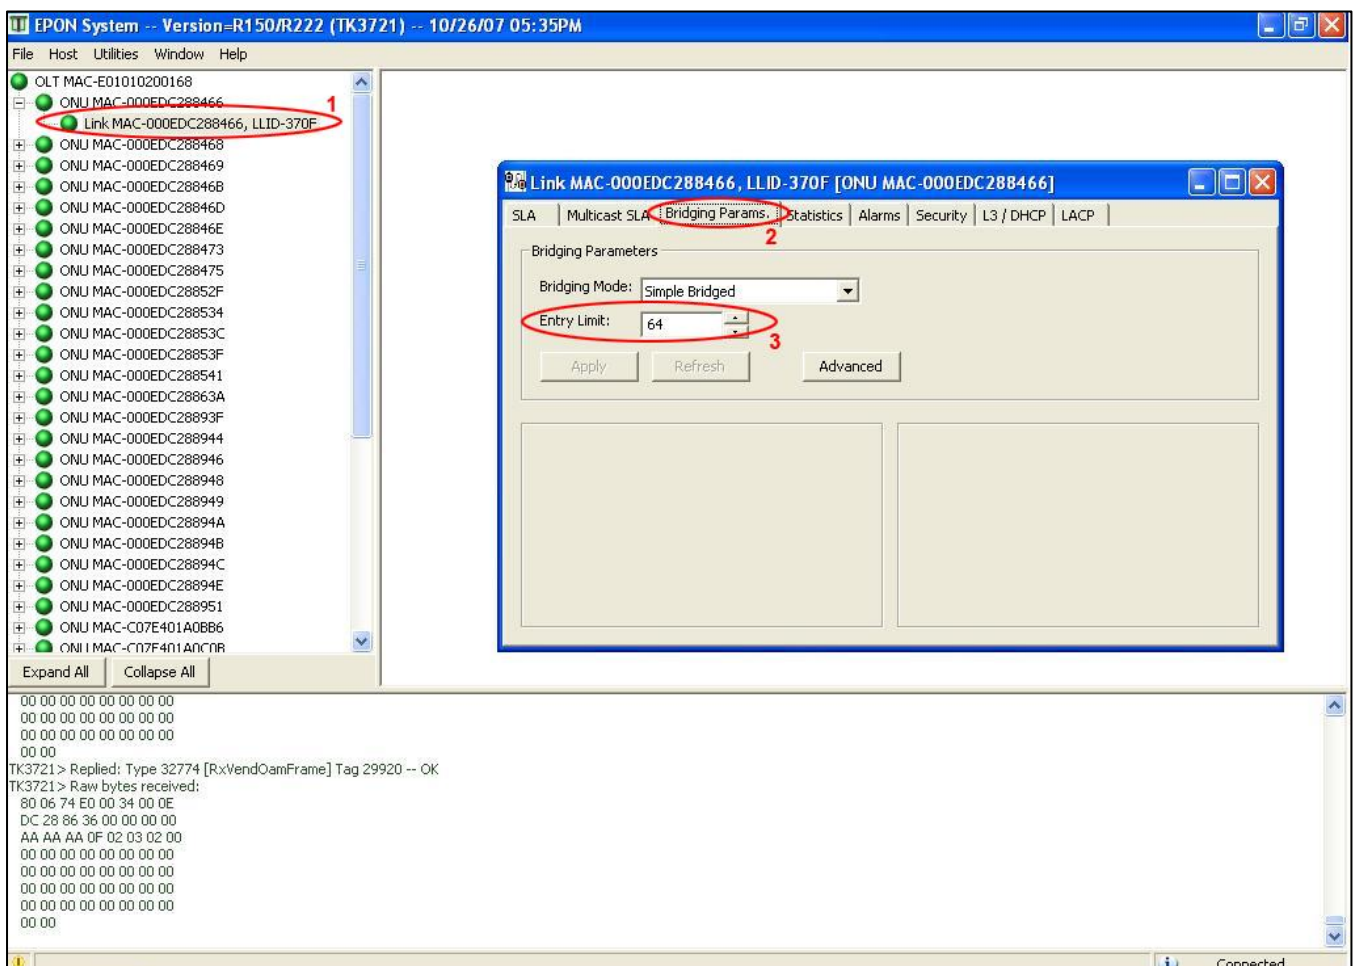 EPON System -- Version=R150/R222 (TK3721) -- 10/26/07 05:35PM
File Host Utilities Window Help
OLT MAC-E01010200168
ONU MAC-000EDC288466
1
Link MAC-000EDC288466, LLID-370F
ONU MAC-000EDC288468
ONU MAC-000EDC288469
ONU MAC-000EDC28846B
ONU MAC-000EDC28846D
ONU MAC-000EDC28846E
ONU MAC-000EDC288473
ONU MAC-000EDC288475
ONU MAC-000EDC28852F
ONU MAC-000EDC288534
ONU MAC-000EDC28853C
ONU MAC-000EDC28853F
ONU MAC-000EDC288541
ONU MAC-000EDC28863A
ONU MAC-000EDC28893F
ONU MAC-000EDC288944
ONU MAC-000EDC288946
ONU MAC-000EDC288948
ONU MAC-000EDC288949
ONU MAC-000EDC28894A
ONU MAC-000EDC28894B
ONU MAC-000EDC28894C
ONU MAC-000EDC28894E
ONU MAC-000EDC288951
ONU MAC-C07E401A0BB6
ONU MAC-C07E401A0C0B
Expand All Collapse All
Link MAC-000EDC288466, LLID-370F [ONU MAC-000EDC288466]
SLA Multicast SLA Bridging Params. Statistics Alarms Security L3 / DHCP LACP
2
Bridging Parameters
Bridging Mode: Simple Bridged
Entry Limit: 64
3
Apply Refresh Advanced
00 00 00 00 00 00 00 00
00 00 00 00 00 00 00 00
00 00 00 00 00 00 00 00
00 00
TK3721> Replied: Type 32774 [RxVendOamFrame] Tag 29920 -- OK
TK3721> Raw bytes received:
80 06 74 E0 00 34 00 0E
DC 28 86 36 00 00 00 00
AA AA AA 0F 02 03 02 00
00 00 00 00 00 00 00 00
00 00 00 00 00 00 00 00
00 00 00 00 00 00 00 00
00 00 00 00 00 00 00 00
00 00
Connected